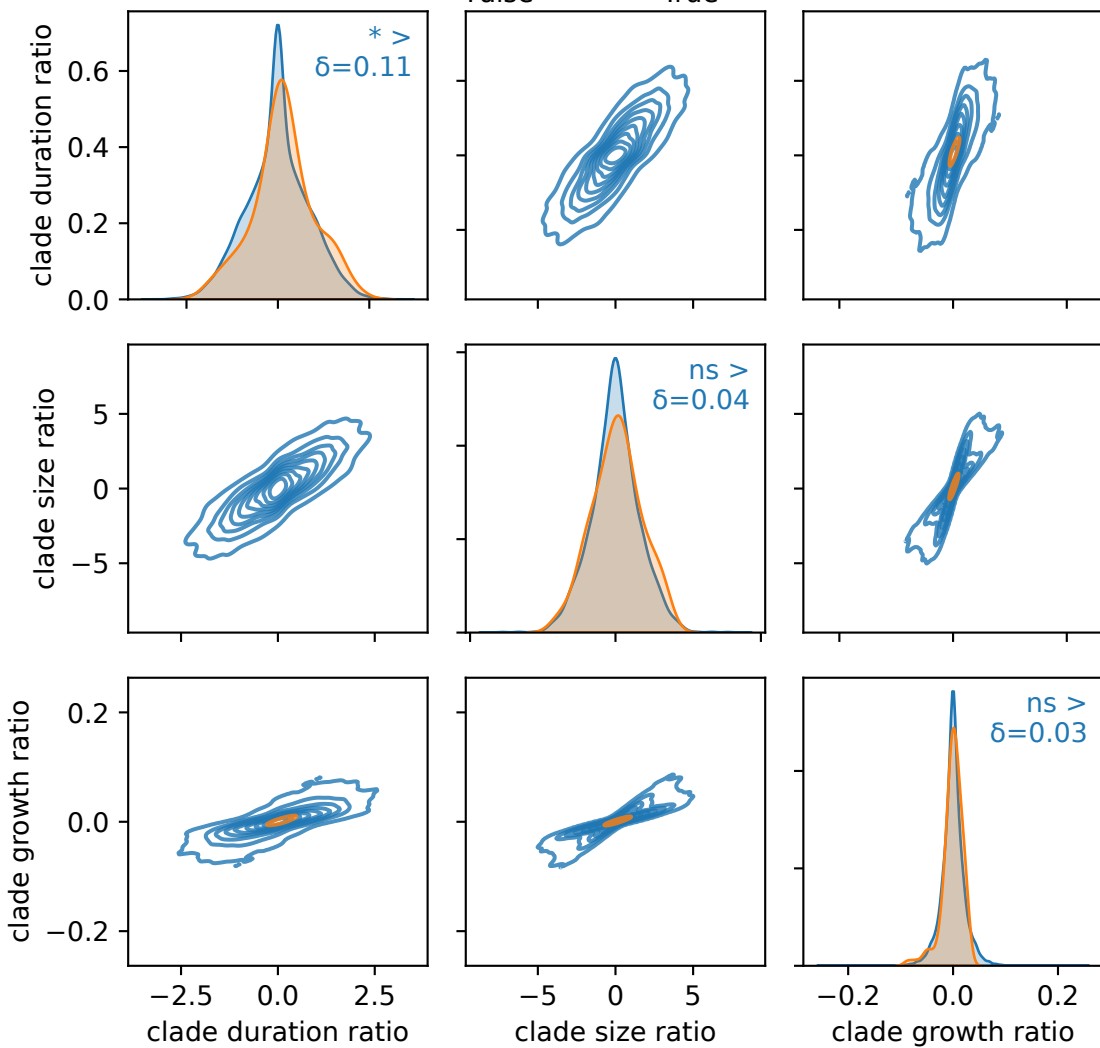 clade duration ratio
0.6
0.4
0.2
0.0
* >
δ=0.11
clade size ratio
5
0
−5
ns >
δ=0.04
clade growth ratio
0.2
0.0
−0.2
ns >
δ=0.03
−2.5 0.0 2.5
−5 0 5
−0.2 0.0 0.2
clade duration ratio
clade size ratio
clade growth ratio